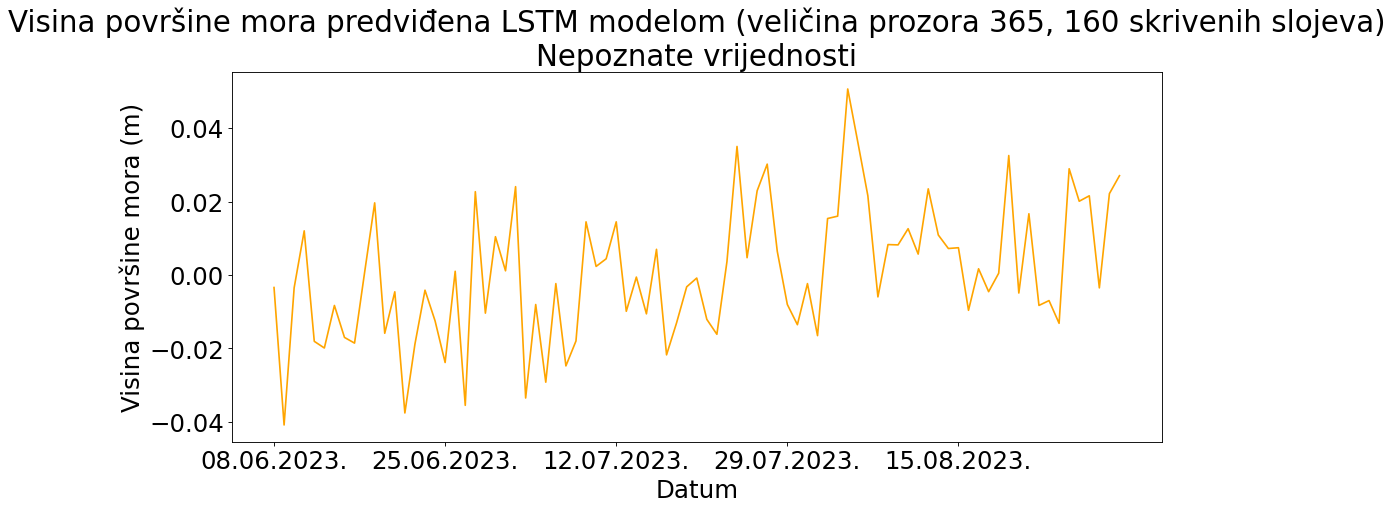 Visina površine mora predviđena LSTM modelom (veličina prozora 365, 160 skrivenih slojeva)
Nepoznate vrijednosti
Visina površine mora (m)
0.04
0.02
0.00
−0.02
−0.04
08.06.2023. 25.06.2023. 12.07.2023. 29.07.2023. 15.08.2023.
Datum